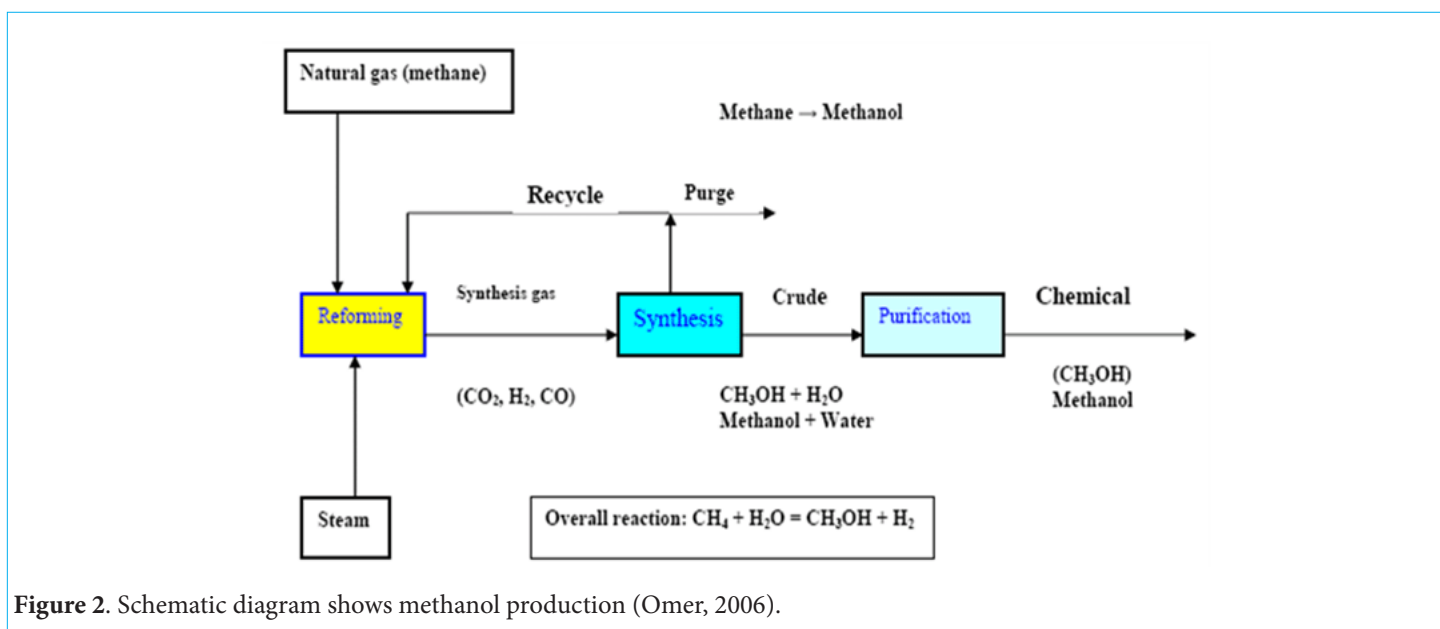 Natural gas (methane)
Methane → Methanol
Recycle
Purge
Reforming
Synthesis gas
Synthesis
Crude
Purification
Chemical
(CO₂, H₂, CO)
CH₃OH + H₂O
Methanol + Water
(CH₃OH)
Methanol
Steam
Overall reaction: CH₄ + H₂O = CH₃OH + H₂
Figure 2. Schematic diagram shows methanol production (Omer, 2006).